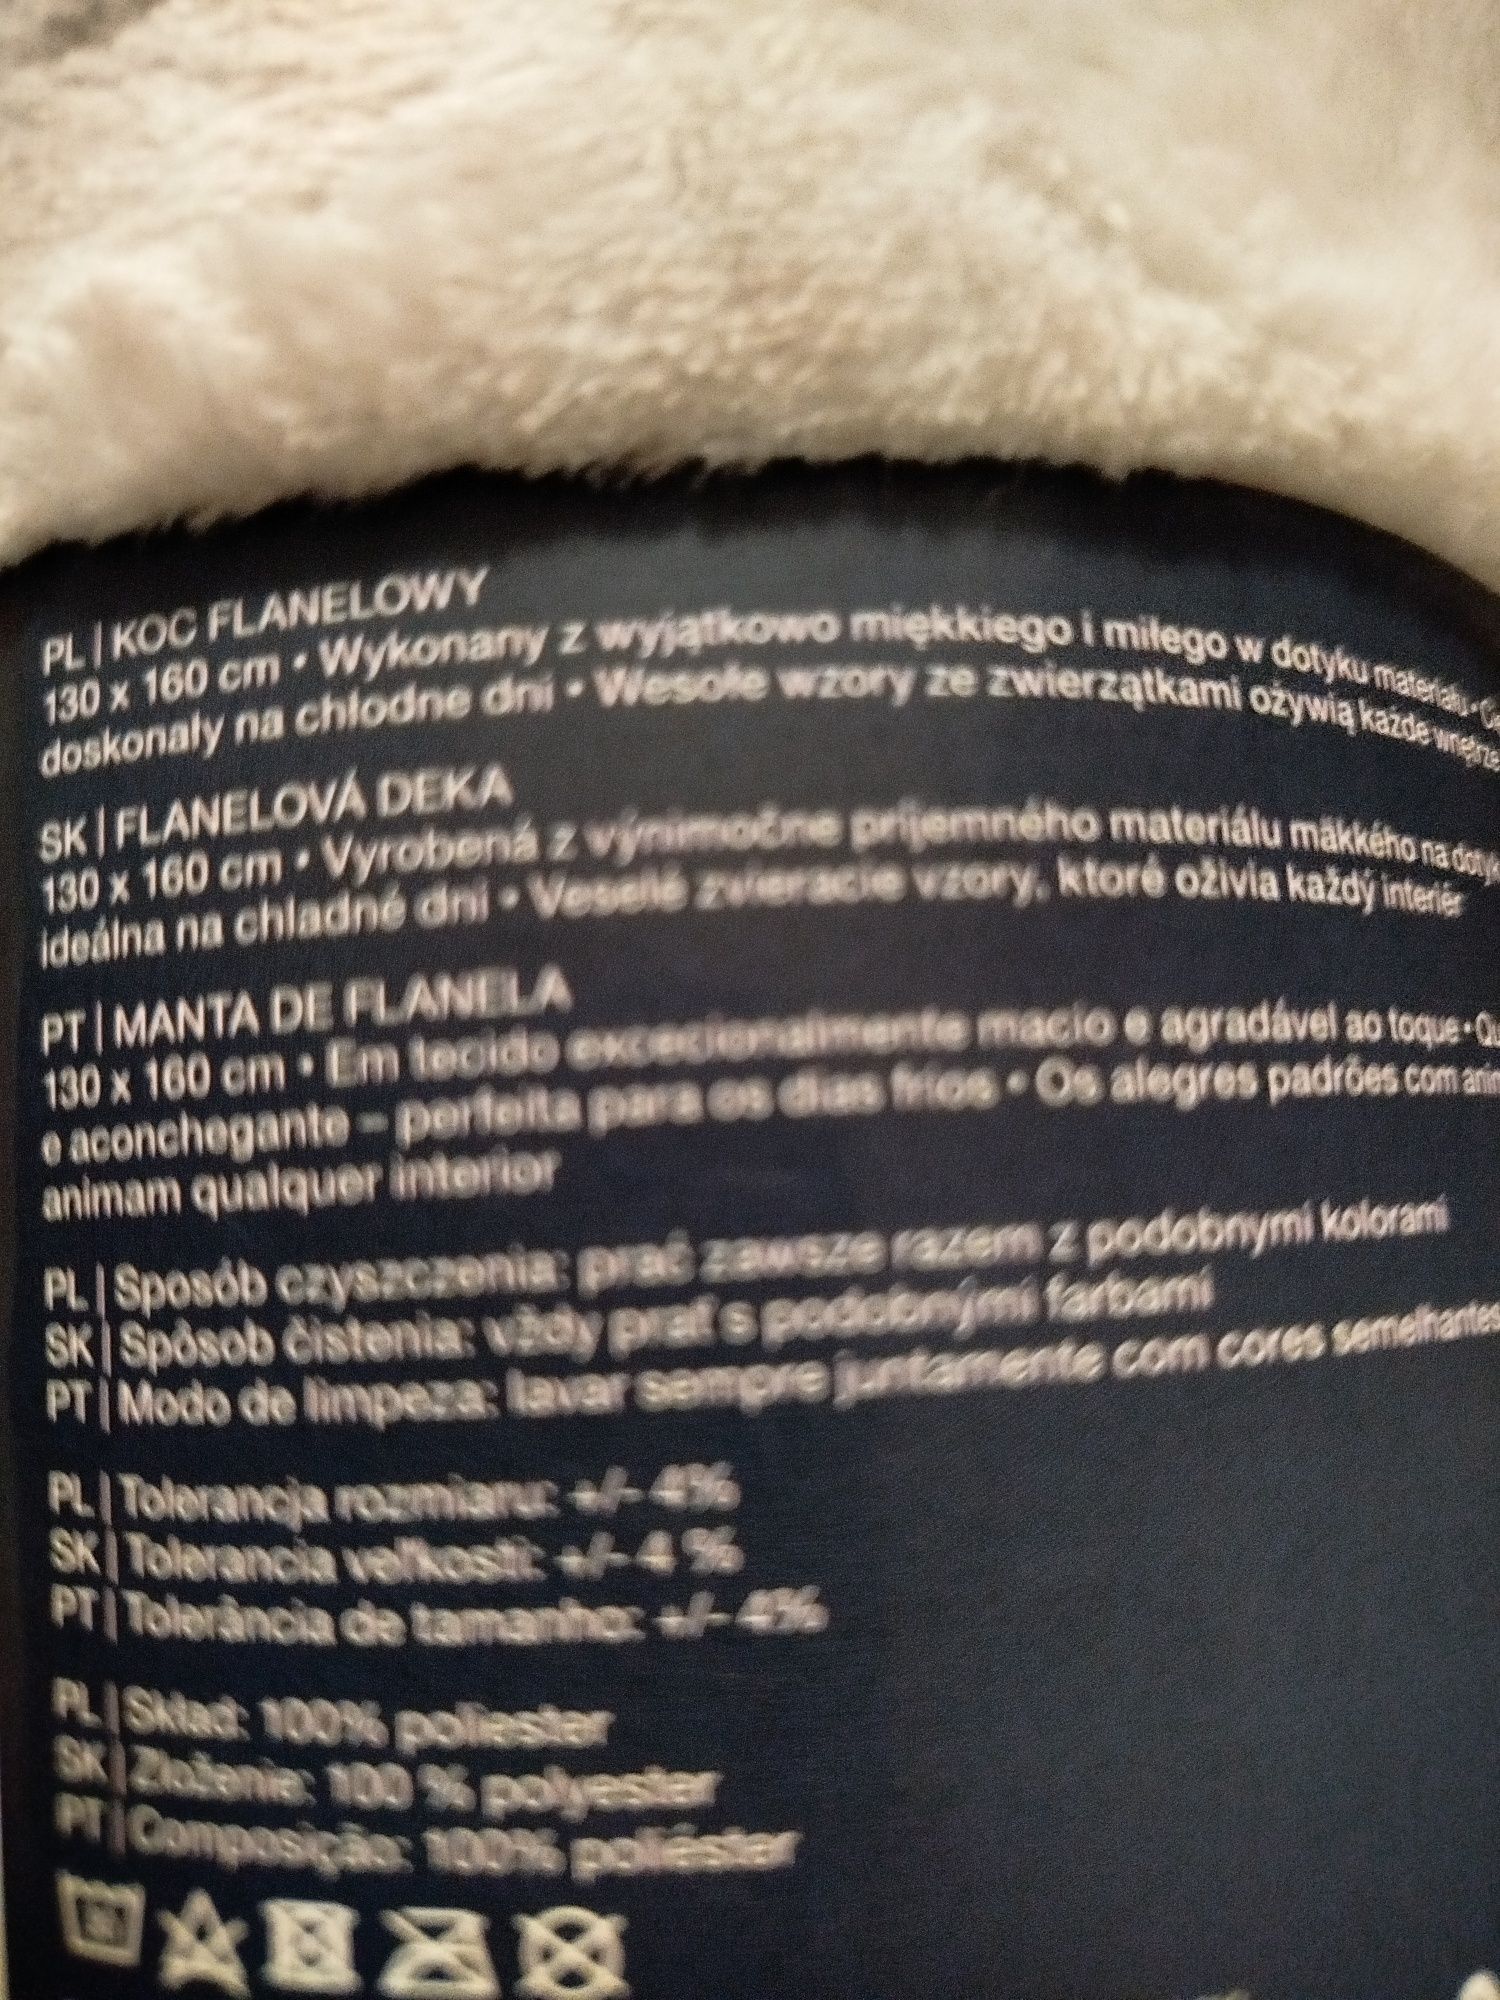 PL | KOC FLANELOWY
130 x 160 cm • Wykonany z wyjątkowo miękkiego i miłego w dotyku materiału •
doskonały na chłodne dni • Wesołe wzory ze zwierzątkami ożywią każde wnętrze
SK | FLANELOVÁ DEKA
130 x 160 cm • Vyrobená z výnimočne príjemného materiálu mäkkého na
ideálna na chladné dni • Veselé zvieracie vzory, ktoré oživia každý interiér
PT | MANTA DE FLANELA
130 x 160 cm • Em tecido excecionalmente macio e agradável ao toque •
e aconchegante – perfeita para os dias frios • Os alegres padrões com
animam qualquer interior
PL | Sposób czyszczenia: prać zawsze razem z podobnymi kolorami
SK | Spôsob čistenia: vždy prať s podobnými farbami
PT | Modo de limpeza: lavar sempre juntamente com cores semelhantes
PL | Tolerancja rozmiaru: +/- 4%
SK | Tolerancia veľkosti: +/- 4 %
PT | Tolerância de tamanho: +/- 4%
PL | Skład: 100% poliester
SK | Zloženie: 100 % polyester
PT | Composição: 100% poliéster